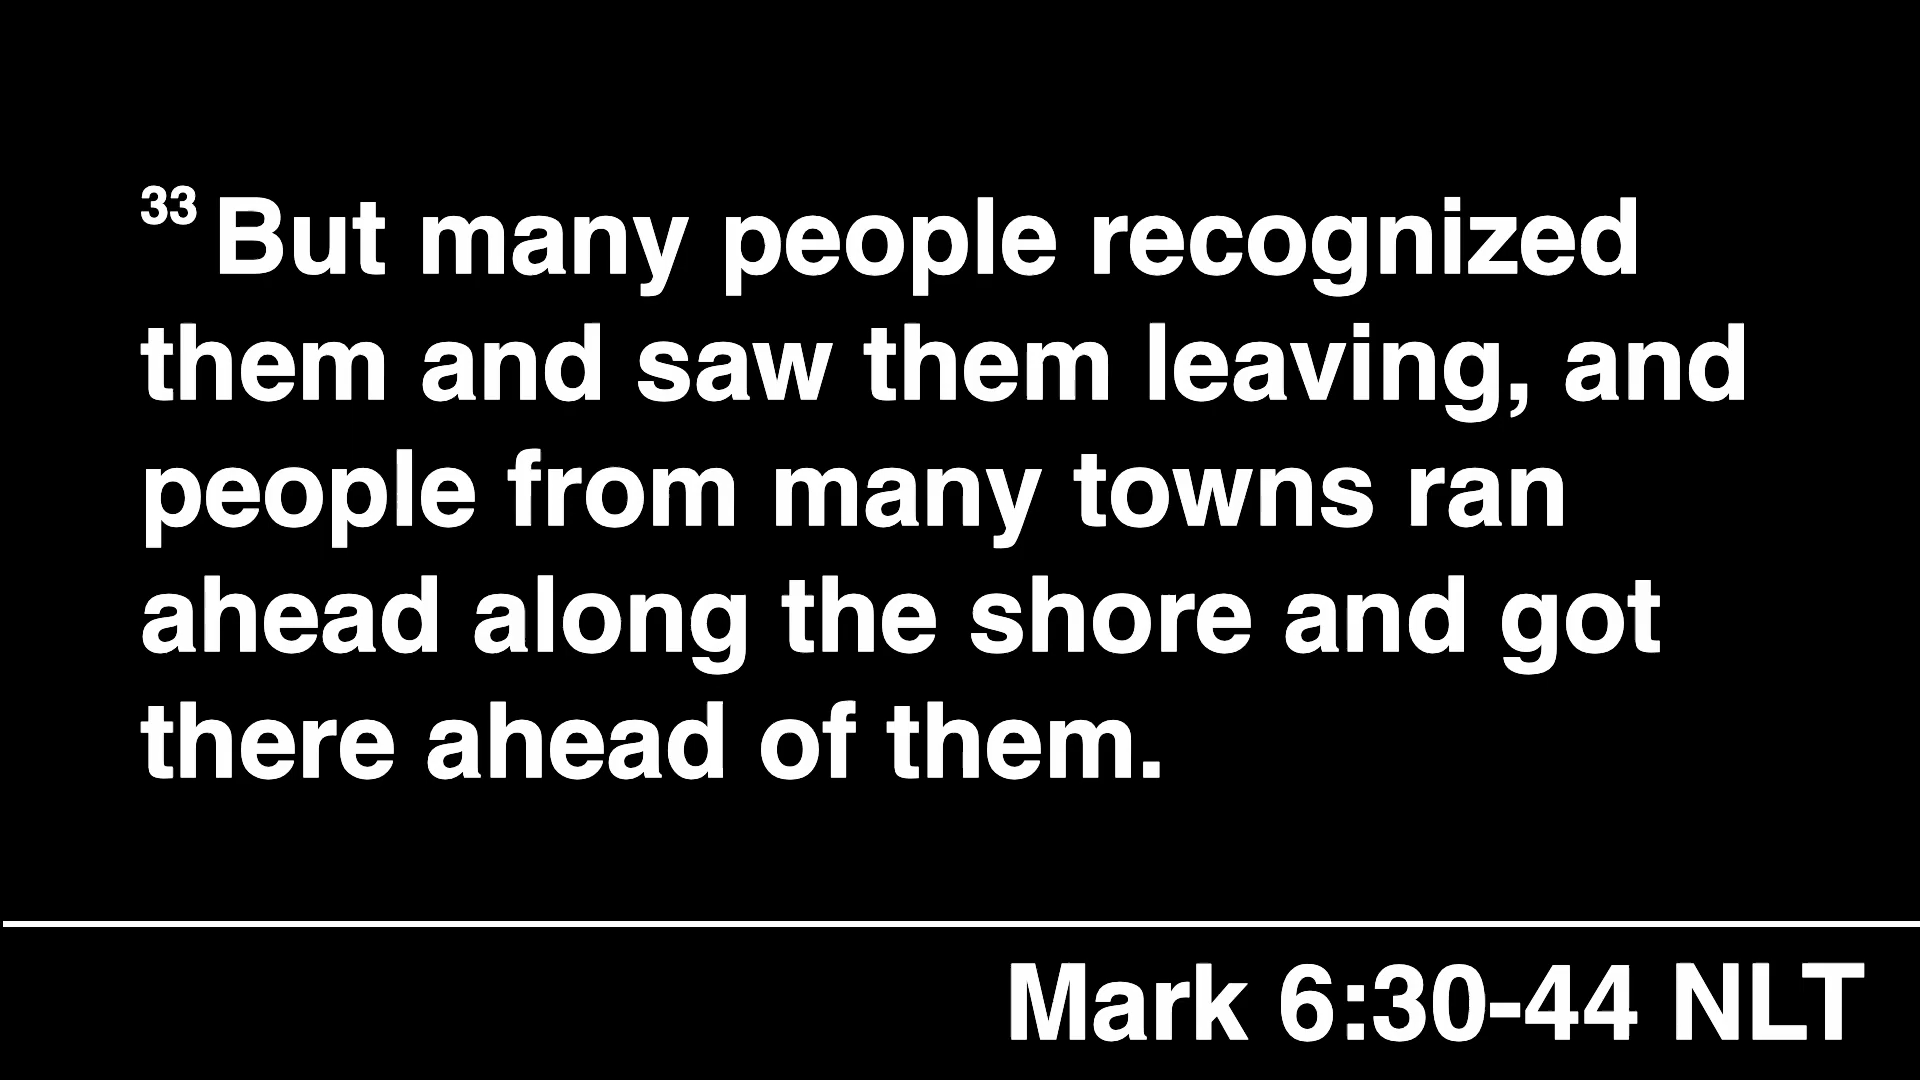 33 But many people recognized
them and saw them leaving, and
people from many towns ran
ahead along the shore and got
there ahead of them.
Mark 6:30-44 NLT